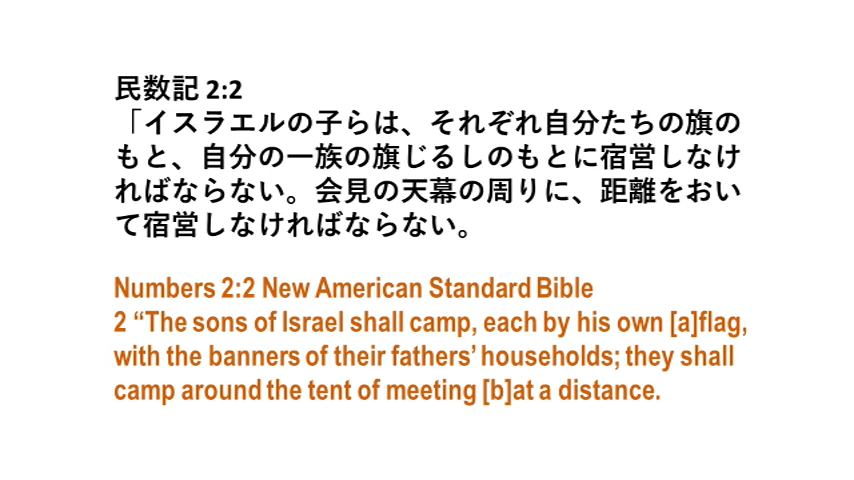 民数記 2:2
「イスラエルの子らは、それぞれ自分たちの旗の
もと、自分の一族の旗じるしのもとに宿営しなけ
ればならない。会見の天幕の周りに、距離をおい
て宿営しなければならない。
Numbers 2:2 New American Standard Bible
2 “The sons of Israel shall camp, each by his own [a]flag,
with the banners of their fathers’ households; they shall
camp around the tent of meeting [b]at a distance.